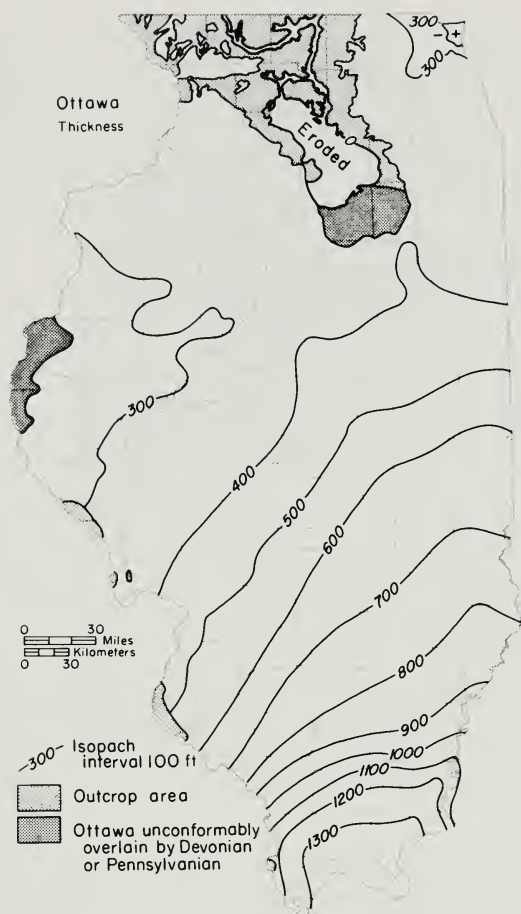 Ottawa
Thickness
300
- +
300
Eroded
0
300
400
500
600
700
800
900
1000
1100
1200
1300
0 30
Miles
Kilometers
0 30
300 Isopach
interval 100 ft
Outcrop area
Ottawa unconformably
overlain by Devonian
or Pennsylvanian